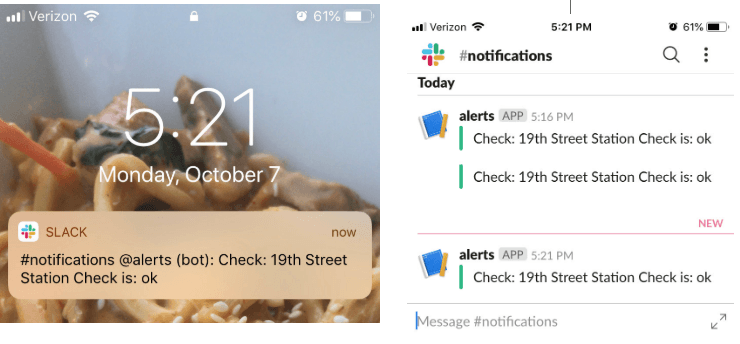 Verizon 61%
5:21
Monday, October 7
SLACK now
#notifications @alerts (bot): Check: 19th Street
Station Check is: ok
Verizon 5:21 PM 61%
#notifications
Today
alerts APP 5:16 PM
Check: 19th Street Station Check is: ok
Check: 19th Street Station Check is: ok
NEW
alerts APP 5:21 PM
Check: 19th Street Station Check is: ok
Message #notifications